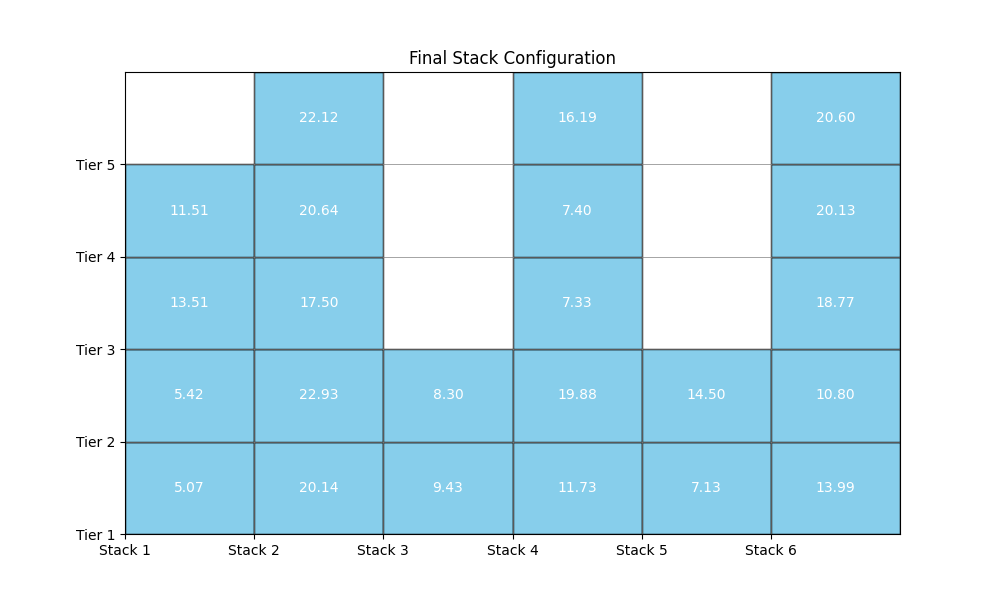 Final Stack Configuration
22.12 16.19 20.60
Tier 5
11.51 20.64 7.40 20.13
Tier 4
13.51 17.50 7.33 18.77
Tier 3
5.42 22.93 8.30 19.88 14.50 10.80
Tier 2
5.07 20.14 9.43 11.73 7.13 13.99
Tier 1
Stack 1 Stack 2 Stack 3 Stack 4 Stack 5 Stack 6